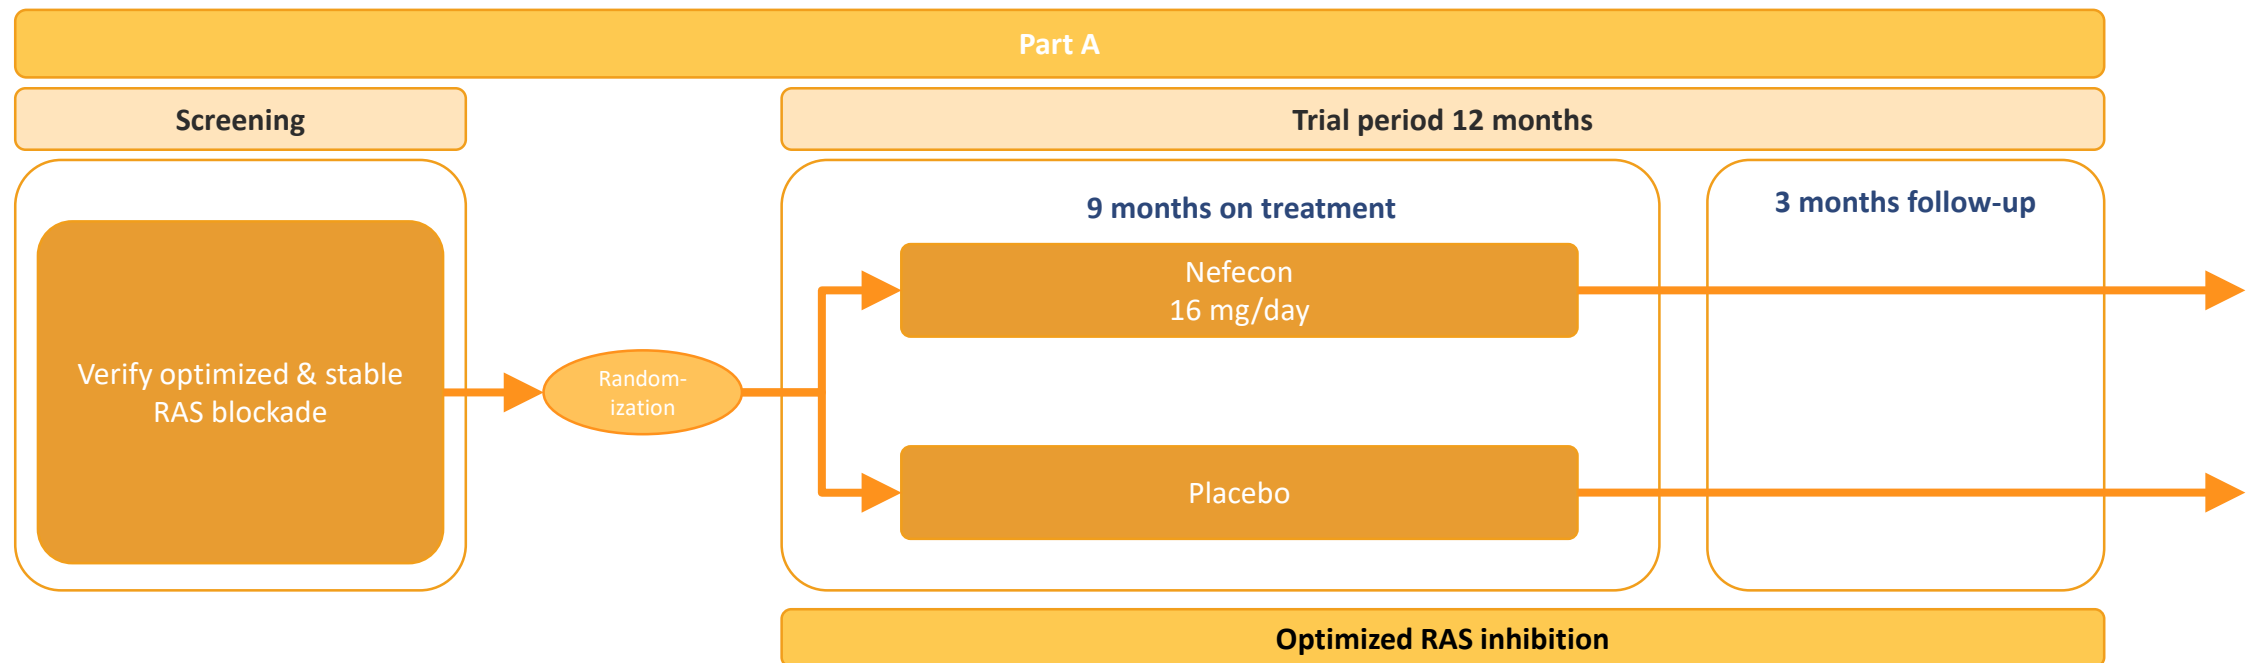 Part A
Screening
Trial period 12 months
9 months on treatment
3 months follow-up
Nefecon
16 mg/day
Verify optimized & stable
RAS blockade
Random-
ization
Placebo
Optimized RAS inhibition